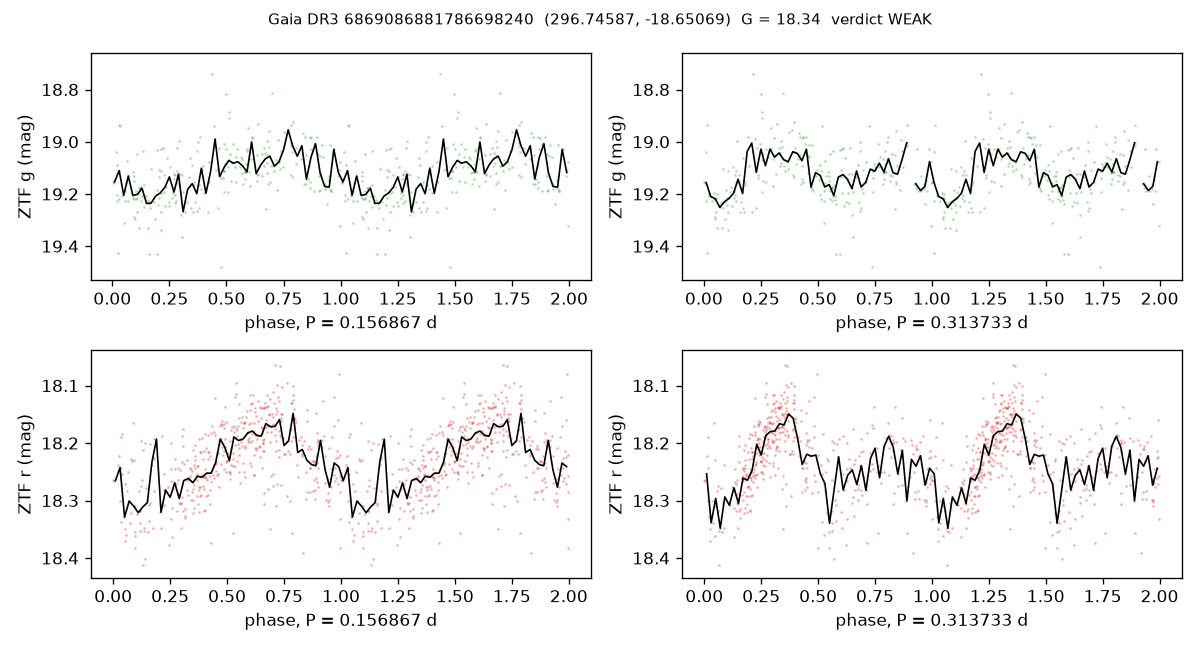 Gaia DR3 6869086881786698240 (296.74587, -18.65069) G = 18.34 verdict WEAK
ZTF g (mag)
18.8
19.0
19.2
19.4
0.00 0.25 0.50 0.75 1.00 1.25 1.50 1.75 2.00
phase, P = 0.156867 d
ZTF g (mag)
18.8
19.0
19.2
19.4
0.00 0.25 0.50 0.75 1.00 1.25 1.50 1.75 2.00
phase, P = 0.313733 d
ZTF r (mag)
18.1
18.2
18.3
18.4
0.00 0.25 0.50 0.75 1.00 1.25 1.50 1.75 2.00
phase, P = 0.156867 d
ZTF r (mag)
18.1
18.2
18.3
18.4
0.00 0.25 0.50 0.75 1.00 1.25 1.50 1.75 2.00
phase, P = 0.313733 d